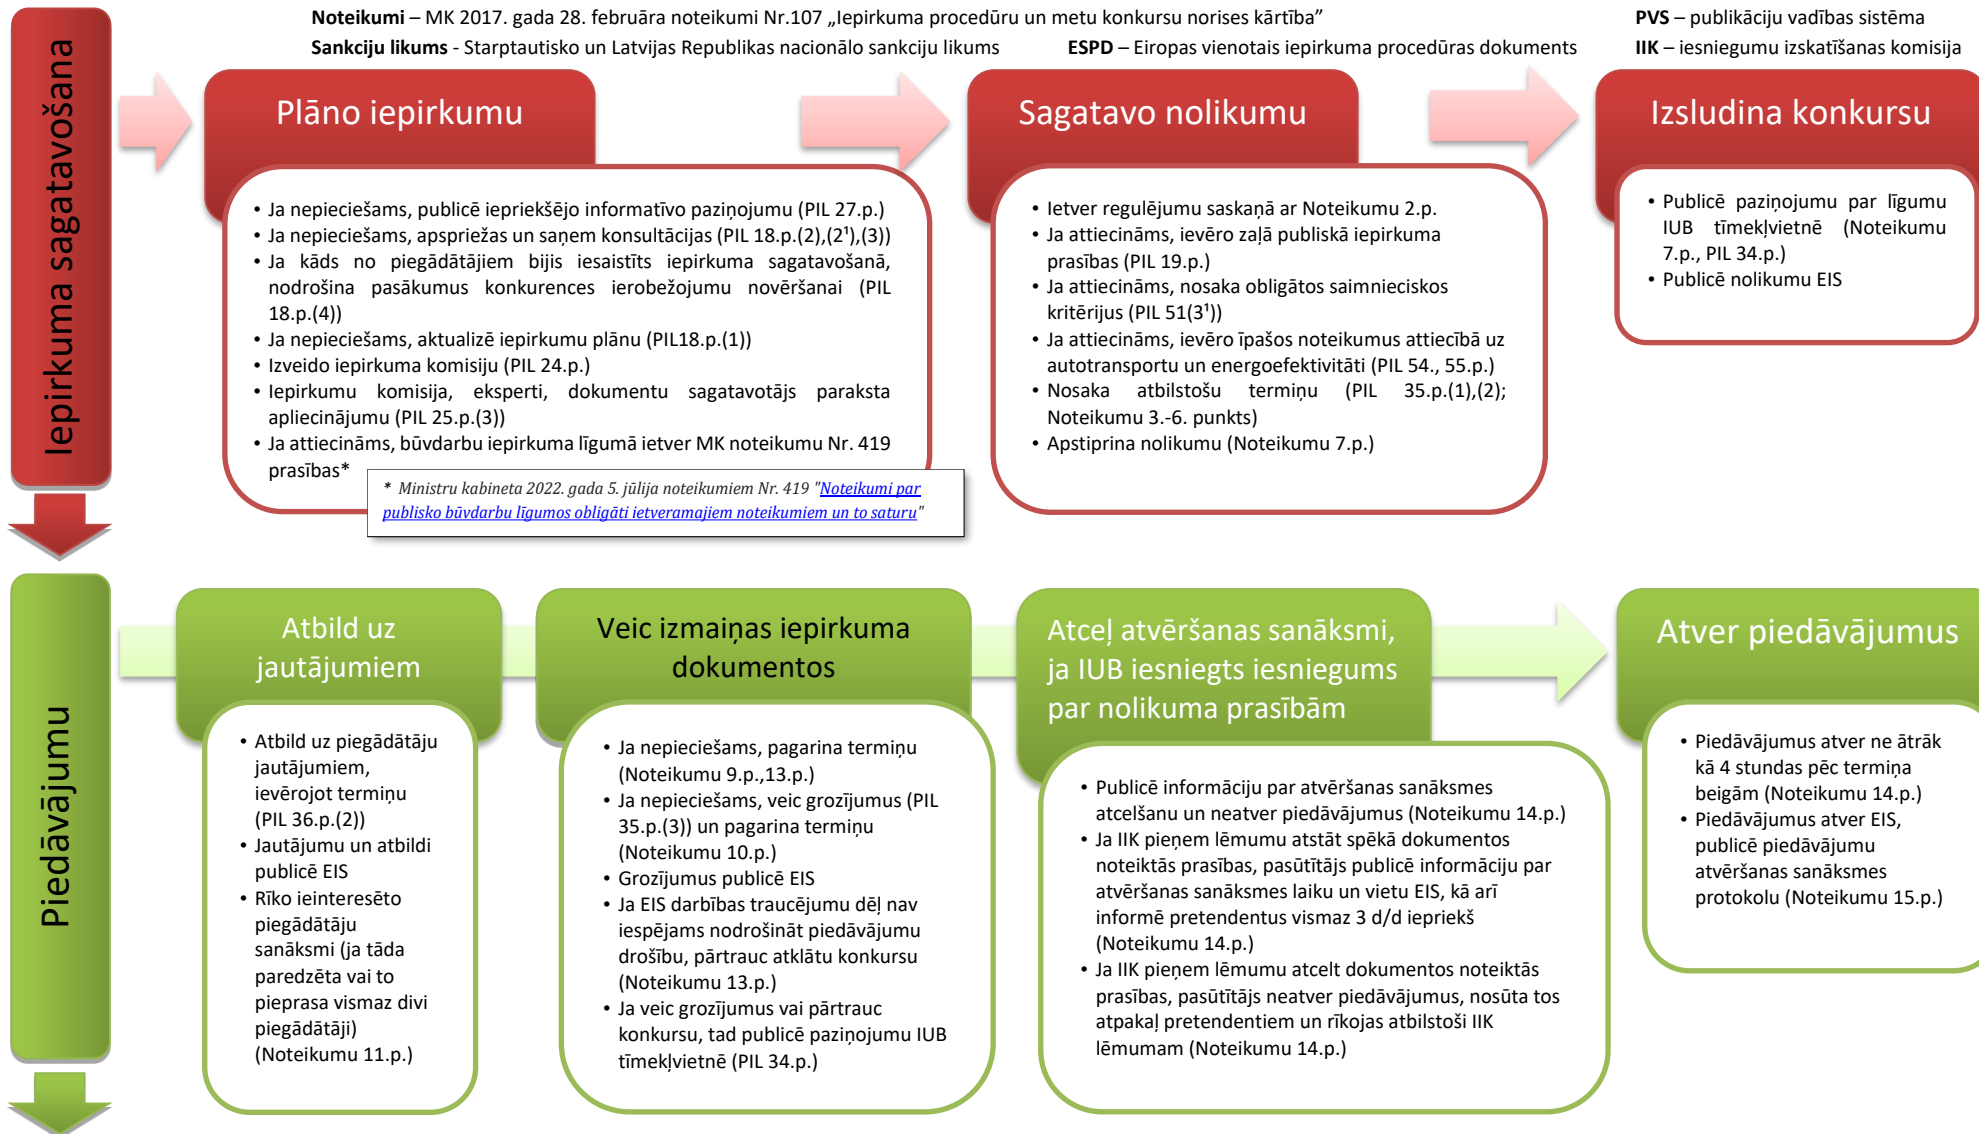 Noteikumi – MK 2017. gada 28. februāra noteikumi Nr.107 „Iepirkuma procedūru un metu konkursu norises kārtība”
PVS – publikāciju vadības sistēma
Sankciju likums - Starptautisko un Latvijas Republikas nacionālo sankciju likums
ESPD – Eiropas vienotais iepirkuma procedūras dokuments
IIK – iesniegumu izskatīšanas komisija
Iepirkuma sagatavošana
Plāno iepirkumu
• Ja nepieciešams, publicē iepriekšējo informatīvo paziņojumu (PIL 27.p.)
• Ja nepieciešams, apspriežas un saņem konsultācijas (PIL 18.p.(2),(2¹),(3))
• Ja kāds no piegādātājiem bijis iesaistīts iepirkuma sagatavošanā,
nodrošina pasākumus konkurences ierobežojumu novēršanai (PIL
18.p.(4))
• Ja nepieciešams, aktualizē iepirkumu plānu (PIL18.p.(1))
• Izveido iepirkuma komisiju (PIL 24.p.)
• Iepirkumu komisija, eksperti, dokumentu sagatavotājs paraksta
apliecinājumu (PIL 25.p.(3))
• Ja attiecināms, būvdarbu iepirkuma līgumā ietver MK noteikumu Nr. 419
prasības*
* Ministru kabineta 2022. gada 5. jūlija noteikumiem Nr. 419 "Noteikumi par
publisko būvdarbu līgumos obligāti ietveramajiem noteikumiem un to saturu"
Sagatavo nolikumu
• Ietver regulējumu saskaņā ar Noteikumu 2.p.
• Ja attiecināms, ievēro zaļā publiskā iepirkuma
prasības (PIL 19.p.)
• Ja attiecināms, nosaka obligātos saimnieciskos
kritērijus (PIL 51(3¹))
• Ja attiecināms, ievēro īpašos noteikumus attiecībā uz
autotransportu un energoefektivitāti (PIL 54., 55.p.)
• Nosaka atbilstošu termiņu (PIL 35.p.(1),(2);
Noteikumu 3.-6. punkts)
• Apstiprina nolikumu (Noteikumu 7.p.)
Izsludina konkursu
• Publicē paziņojumu par līgumu
IUB tīmekļvietnē (Noteikumu
7.p., PIL 34.p.)
• Publicē nolikumu EIS
Piedāvājumu
Atbild uz
jautājumiem
• Atbild uz piegādātāju
jautājumiem,
ievērojot termiņu
(PIL 36.p.(2))
• Jautājumu un atbildi
publicē EIS
• Rīko ieinteresēto
piegādātāju
sanāksmi (ja tāda
paredzēta vai to
pieprasa vismaz divi
piegādātāji)
(Noteikumu 11.p.)
Veic izmaiņas iepirkuma
dokumentos
• Ja nepieciešams, pagarina termiņu
(Noteikumu 9.p.,13.p.)
• Ja nepieciešams, veic grozījumus (PIL
35.p.(3)) un pagarina termiņu
(Noteikumu 10.p.)
• Grozījumus publicē EIS
• Ja EIS darbības traucējumu dēļ nav
iespējams nodrošināt piedāvājumu
drošību, pārtrauc atklātu konkursu
(Noteikumu 13.p.)
• Ja veic grozījumus vai pārtrauc
konkursu, tad publicē paziņojumu IUB
tīmekļvietnē (PIL 34.p.)
Atceļ atvēršanas sanāksmi,
ja IUB iesniegts iesniegums
par nolikuma prasībām
• Publicē informāciju par atvēršanas sanāksmes
atcelšanu un neatver piedāvājumus (Noteikumu 14.p.)
• Ja IIK pieņem lēmumu atstāt spēkā dokumentos
noteiktās prasības, pasūtītājs publicē informāciju par
atvēršanas sanāksmes laiku un vietu EIS, kā arī
informē pretendentus vismaz 3 d/d iepriekš
(Noteikumu 14.p.)
• Ja IIK pieņem lēmumu atcelt dokumentos noteiktās
prasības, pasūtītājs neatver piedāvājumus, nosūta tos
atpakaļ pretendentiem un rīkojas atbilstoši IIK
lēmumam (Noteikumu 14.p.)
Atver piedāvājumus
• Piedāvājumus atver ne ātrāk
kā 4 stundas pēc termiņa
beigām (Noteikumu 14.p.)
• Piedāvājumus atver EIS,
publicē piedāvājumu
atvēršanas sanāksmes
protokolu (Noteikumu 15.p.)